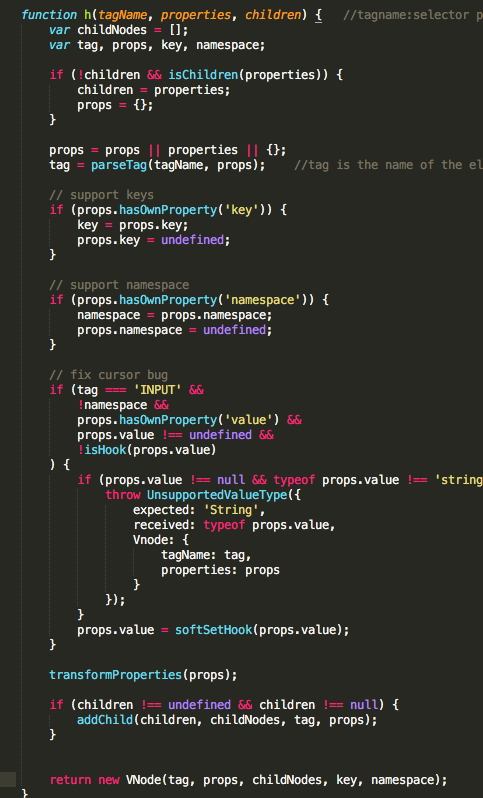 function h(tagName, properties, children) {   //tagname:selector p
    var childNodes = [];
    var tag, props, key, namespace;
    if (!children && isChildren(properties)) {
        children = properties;
        props = {};
    }
    props = props || properties || {};
    tag = parseTag(tagName, props);    //tag is the name of the el
    // support keys
    if (props.hasOwnProperty('key')) {
        key = props.key;
        props.key = undefined;
    }
    // support namespace
    if (props.hasOwnProperty('namespace')) {
        namespace = props.namespace;
        props.namespace = undefined;
    }
    // fix cursor bug
    if (tag === 'INPUT' &&
        !namespace &&
        props.hasOwnProperty('value') &&
        props.value !== undefined &&
        !isHook(props.value)
    ) {
        if (props.value !== null && typeof props.value !== 'string
            throw UnsupportedValueType({
                expected: 'String',
                received: typeof props.value,
                Vnode: {
                    tagName: tag,
                    properties: props
                }
            });
        }
        props.value = softSetHook(props.value);
    }
    transformProperties(props);
    if (children !== undefined && children !== null) {
        addChild(children, childNodes, tag, props);
    }
    return new VNode(tag, props, childNodes, key, namespace);
}